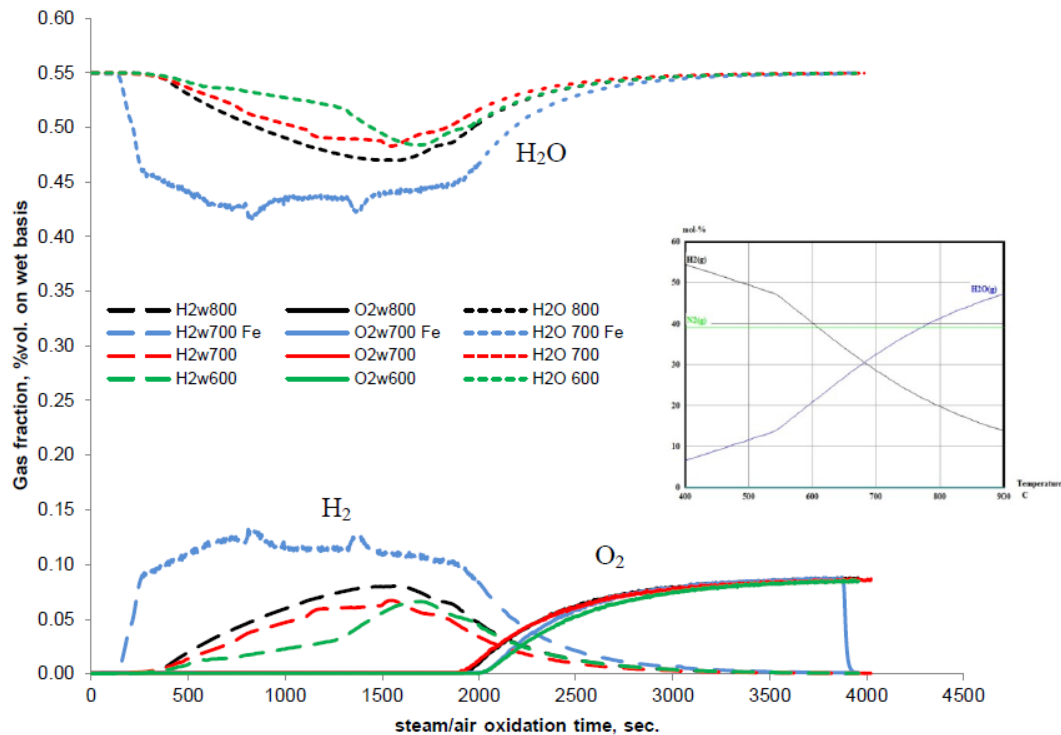 0.60
0.55
0.50
0.45
0.40
0.35
0.30
0.25
0.20
0.15
0.10
0.05
0.00
Gas fraction, %vol. on wet basis
H2O
H2w800 O2w800 H2O 800
H2w700 Fe O2w700 Fe H2O 700 Fe
H2w700 O2w700 H2O 700
H2w600 O2w600 H2O 600
mol-%
60
50
40
30
20
10
0
H2(g)
H2O(g)
N2(g)
400 500 600 700 800 900
Temperature
C
H2
O2
0 500 1000 1500 2000 2500 3000 3500 4000 4500
steam/air oxidation time, sec.